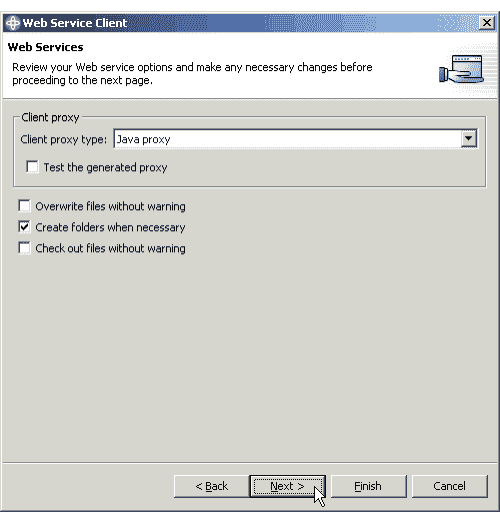 Web Service Client
Web Services
Review your Web service options and make any necessary changes before
proceeding to the next page.
Client proxy
Client proxy type: Java proxy
Test the generated proxy
Overwrite files without warning
Create folders when necessary
Check out files without warning
< Back Next > Finish Cancel